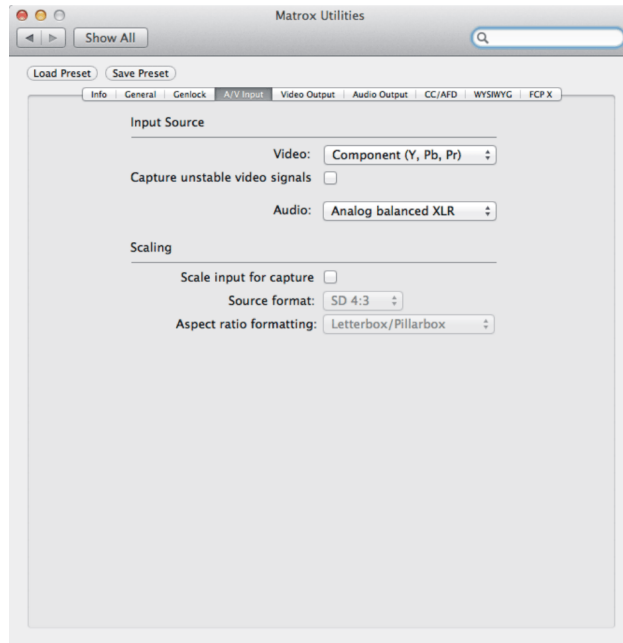 Matrox Utilities
Show All
Load Preset Save Preset
Info General Genlock A/V Input Video Output Audio Output CC/AFD WYSIWYG FCP X
Input Source
Video: Component (Y, Pb, Pr)
Capture unstable video signals
Audio: Analog balanced XLR
Scaling
Scale input for capture
Source format: SD 4:3
Aspect ratio formatting: Letterbox/Pillarbox